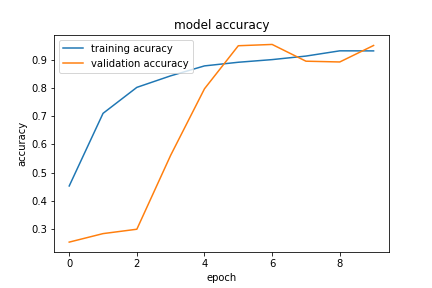 model accuracy
training acuracy
validation accuracy
0.9
0.8
0.7
0.6
0.5
0.4
0.3
accuracy
0 2 4 6 8
epoch